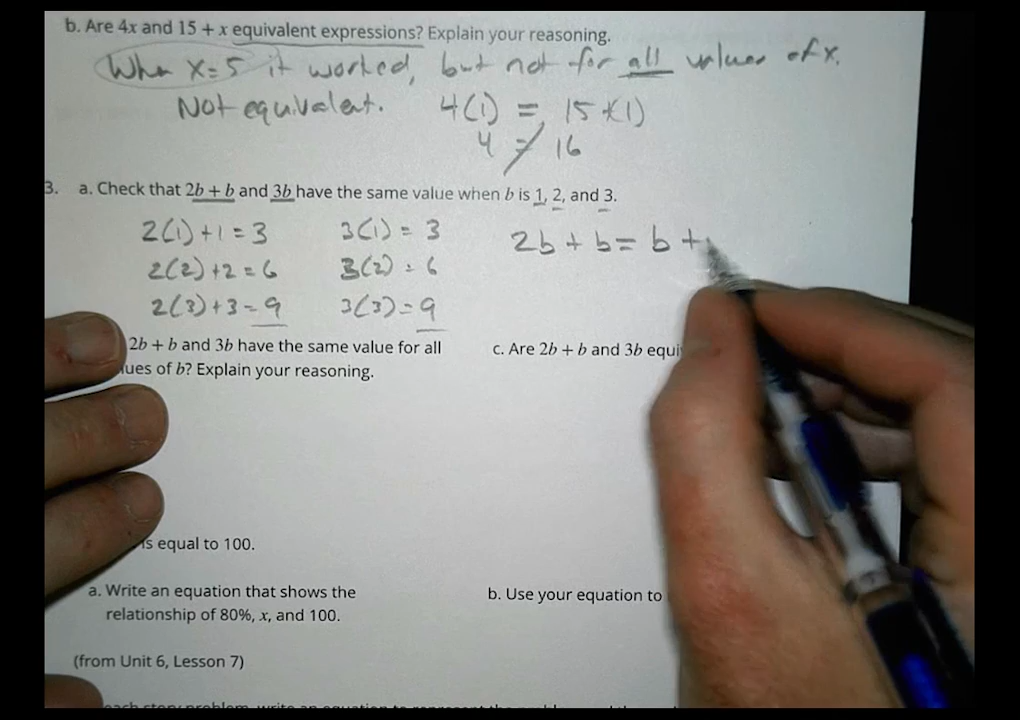 b. Are 4x and 15 + x equivalent expressions? Explain your reasoning.
When x=5 it worked, but not for all values of x.
Not equivalent. 4(1) = 15+(1)
4 ≠ 16
3. a. Check that 2b + b and 3b have the same value when b is 1, 2, and 3.
2(1)+1=3 3(1)=3 2b+b=b+
2(2)+2=6 3(2)=6
2(3)+3=9 3(3)=9
2b + b and 3b have the same value for all c. Are 2b + b and 3b equi
ues of b? Explain your reasoning.
is equal to 100.
a. Write an equation that shows the b. Use your equation to
relationship of 80%, x, and 100.
(from Unit 6, Lesson 7)